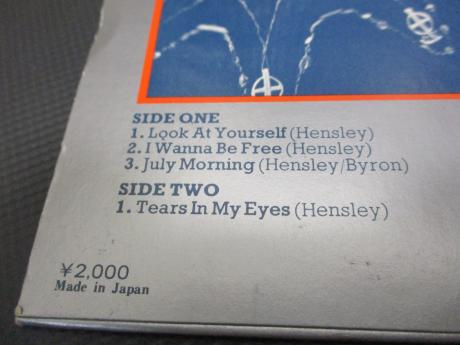 SIDE ONE
1. Look At Yourself (Hensley)
2. I Wanna Be Free (Hensley)
3. July Morning (Hensley/Byron)
SIDE TWO
1. Tears In My Eyes (Hensley)
¥2,000
Made in Japan